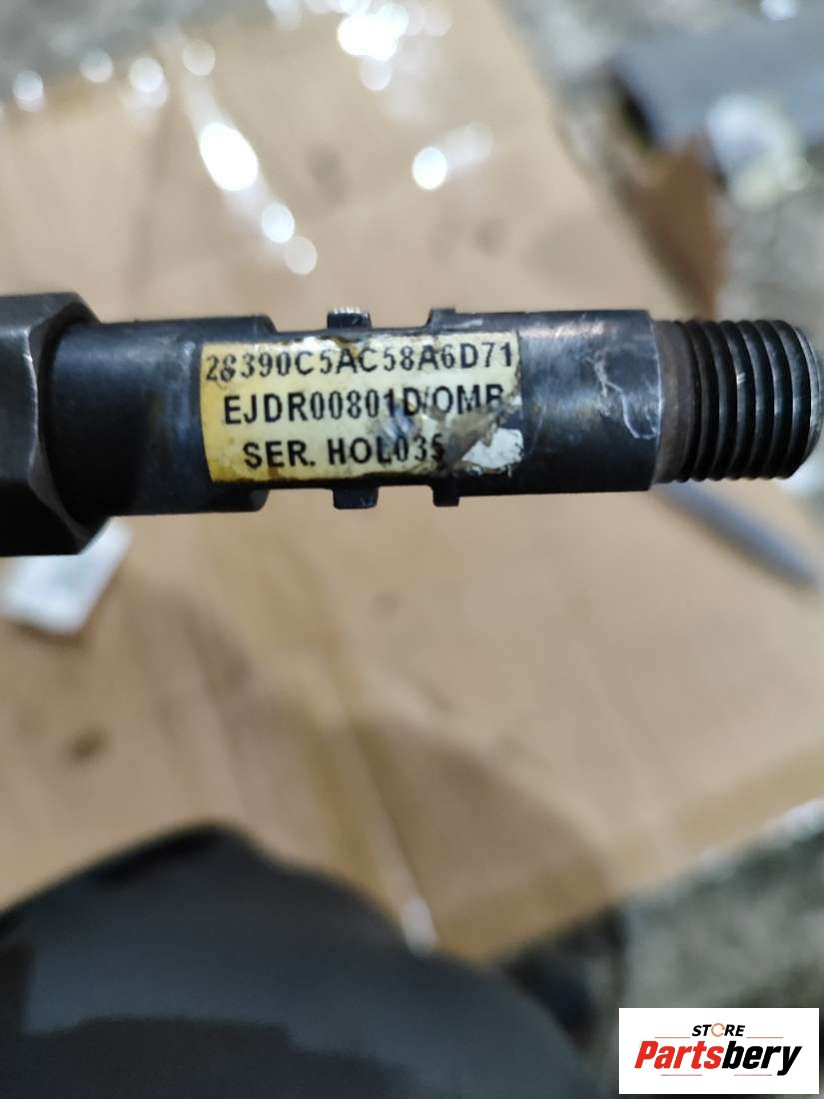 28390C5AC58A6D71
EJDR00801D/OMB
SER. HOL035
STORE
Partsbery